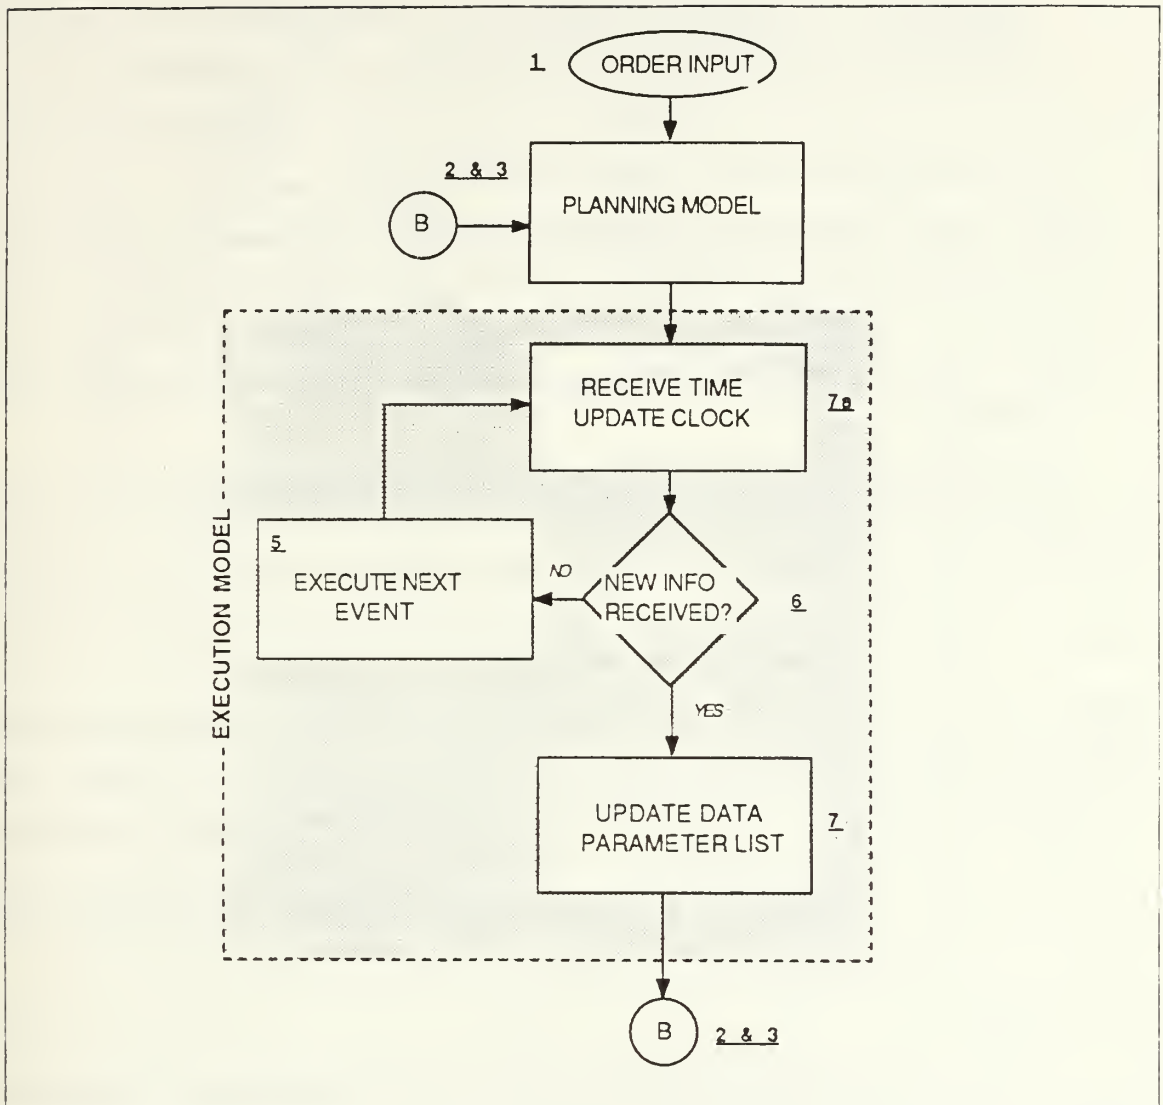 1 ORDER INPUT
2 & 3
B PLANNING MODEL
RECEIVE TIME
UPDATE CLOCK
7a
EXECUTION MODEL
5
EXECUTE NEXT
EVENT
NO
NEW INFO
RECEIVED?
6
YES
UPDATE DATA
PARAMETER LIST
7
B 2 & 3